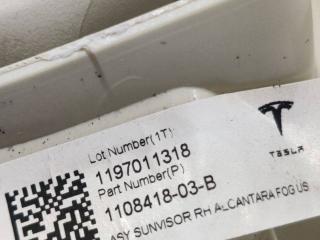 Lot Number(1T)
1197011318
Part Number(P)
1108418-03-B
ASY SUNVISOR RH ALCANTARA FOG US
TESLA